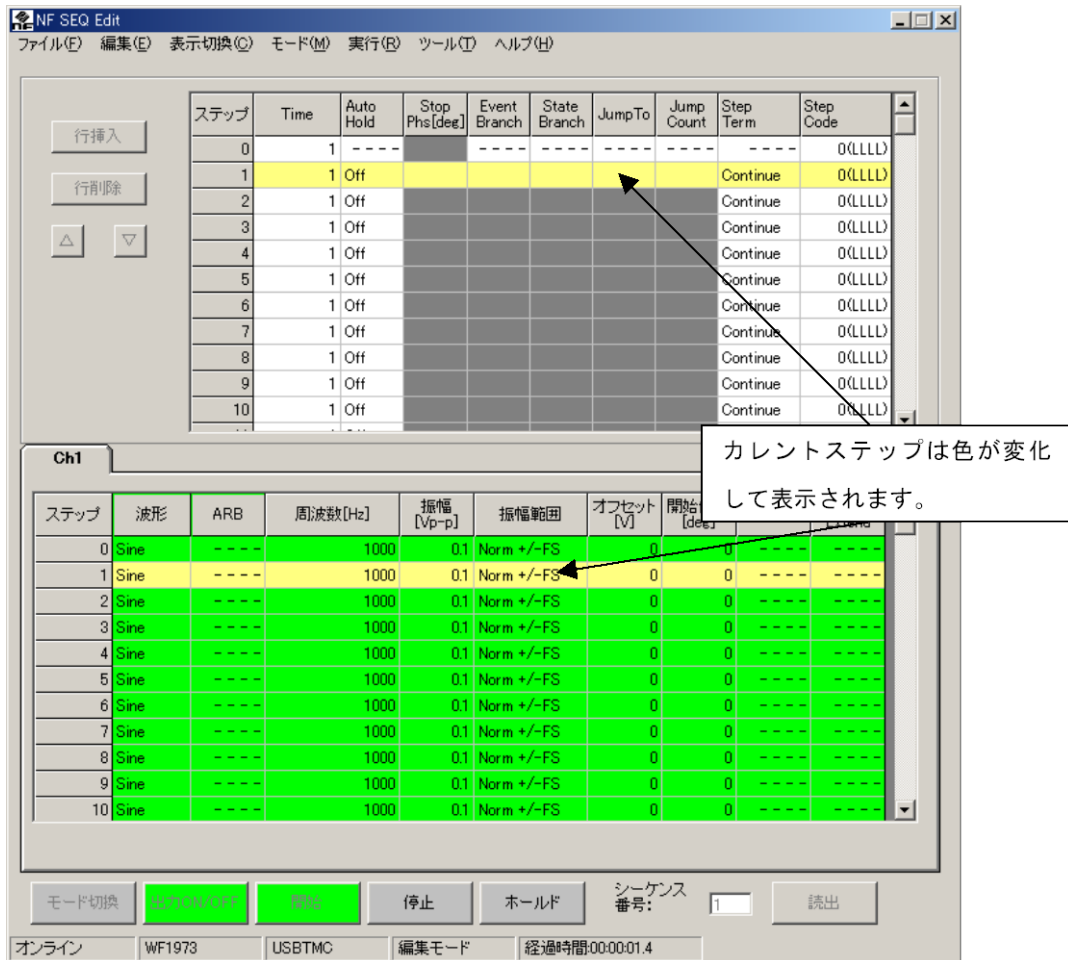 NF SEQ Edit
ファイル(F) 編集(E) 表示切換(C) モード(M) 実行(R) ツール(T) ヘルプ(H)
行挿入
行削除
△ ▽
ステップ Time Auto Hold Stop Phs[deg] Event Branch State Branch JumpTo Jump Count Step Term Step Code
0 1 ---- ---- ---- ---- ---- ---- 0(LLLL)
1 1 Off Continue 0(LLLL)
2 1 Off Continue 0(LLLL)
3 1 Off Continue 0(LLLL)
4 1 Off Continue 0(LLLL)
5 1 Off Continue 0(LLLL)
6 1 Off Continue 0(LLLL)
7 1 Off Continue 0(LLLL)
8 1 Off Continue 0(LLLL)
9 1 Off Continue 0(LLLL)
10 1 Off Continue 0(LLLL)
カレントステップは色が変化
して表示されます。
Ch1
ステップ 波形 ARB 周波数[Hz] 振幅 [Vp-p] 振幅範囲 オフセット [V] 開始 [deg]
0 Sine ---- 1000 0.1 Norm +/-FS 0 0 ---- ----
1 Sine ---- 1000 0.1 Norm +/-FS 0 0 ---- ----
2 Sine ---- 1000 0.1 Norm +/-FS 0 0 ---- ----
3 Sine ---- 1000 0.1 Norm +/-FS 0 0 ---- ----
4 Sine ---- 1000 0.1 Norm +/-FS 0 0 ---- ----
5 Sine ---- 1000 0.1 Norm +/-FS 0 0 ---- ----
6 Sine ---- 1000 0.1 Norm +/-FS 0 0 ---- ----
7 Sine ---- 1000 0.1 Norm +/-FS 0 0 ---- ----
8 Sine ---- 1000 0.1 Norm +/-FS 0 0 ---- ----
9 Sine ---- 1000 0.1 Norm +/-FS 0 0 ---- ----
10 Sine ---- 1000 0.1 Norm +/-FS 0 0 ---- ----
モード切換 出力ON/OFF 開始 停止 ホールド シーケンス 番号: 1 読出
オンライン WF1973 USBTMC 編集モード 経過時間:00:00:01.4